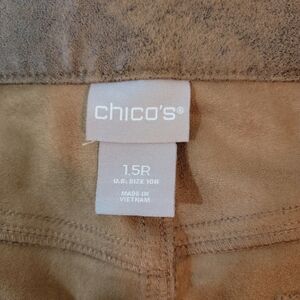 chico's®
1.5R
U.S. SIZE 10R
MADE IN
VIETNAM